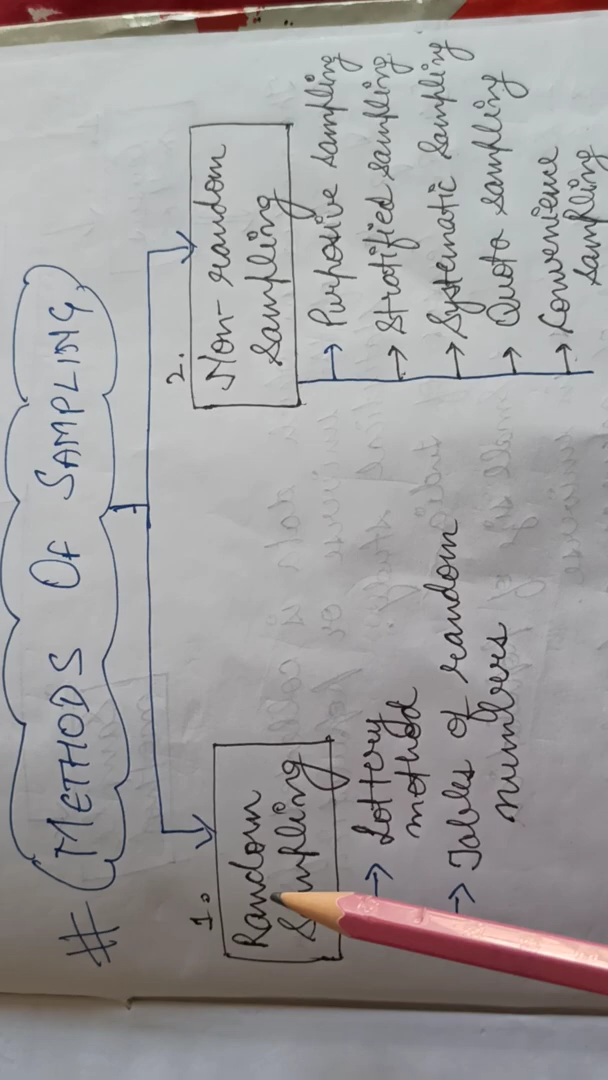 # METHODS OF SAMPLING
1.
Random
Sampling
→ Lottery
method
→ Tables of random
numbers
2.
Non-random
Sampling
→ Purposive sampling
→ Stratified sampling
→ Systematic sampling
→ Quota sampling
→ Convenience
sampling